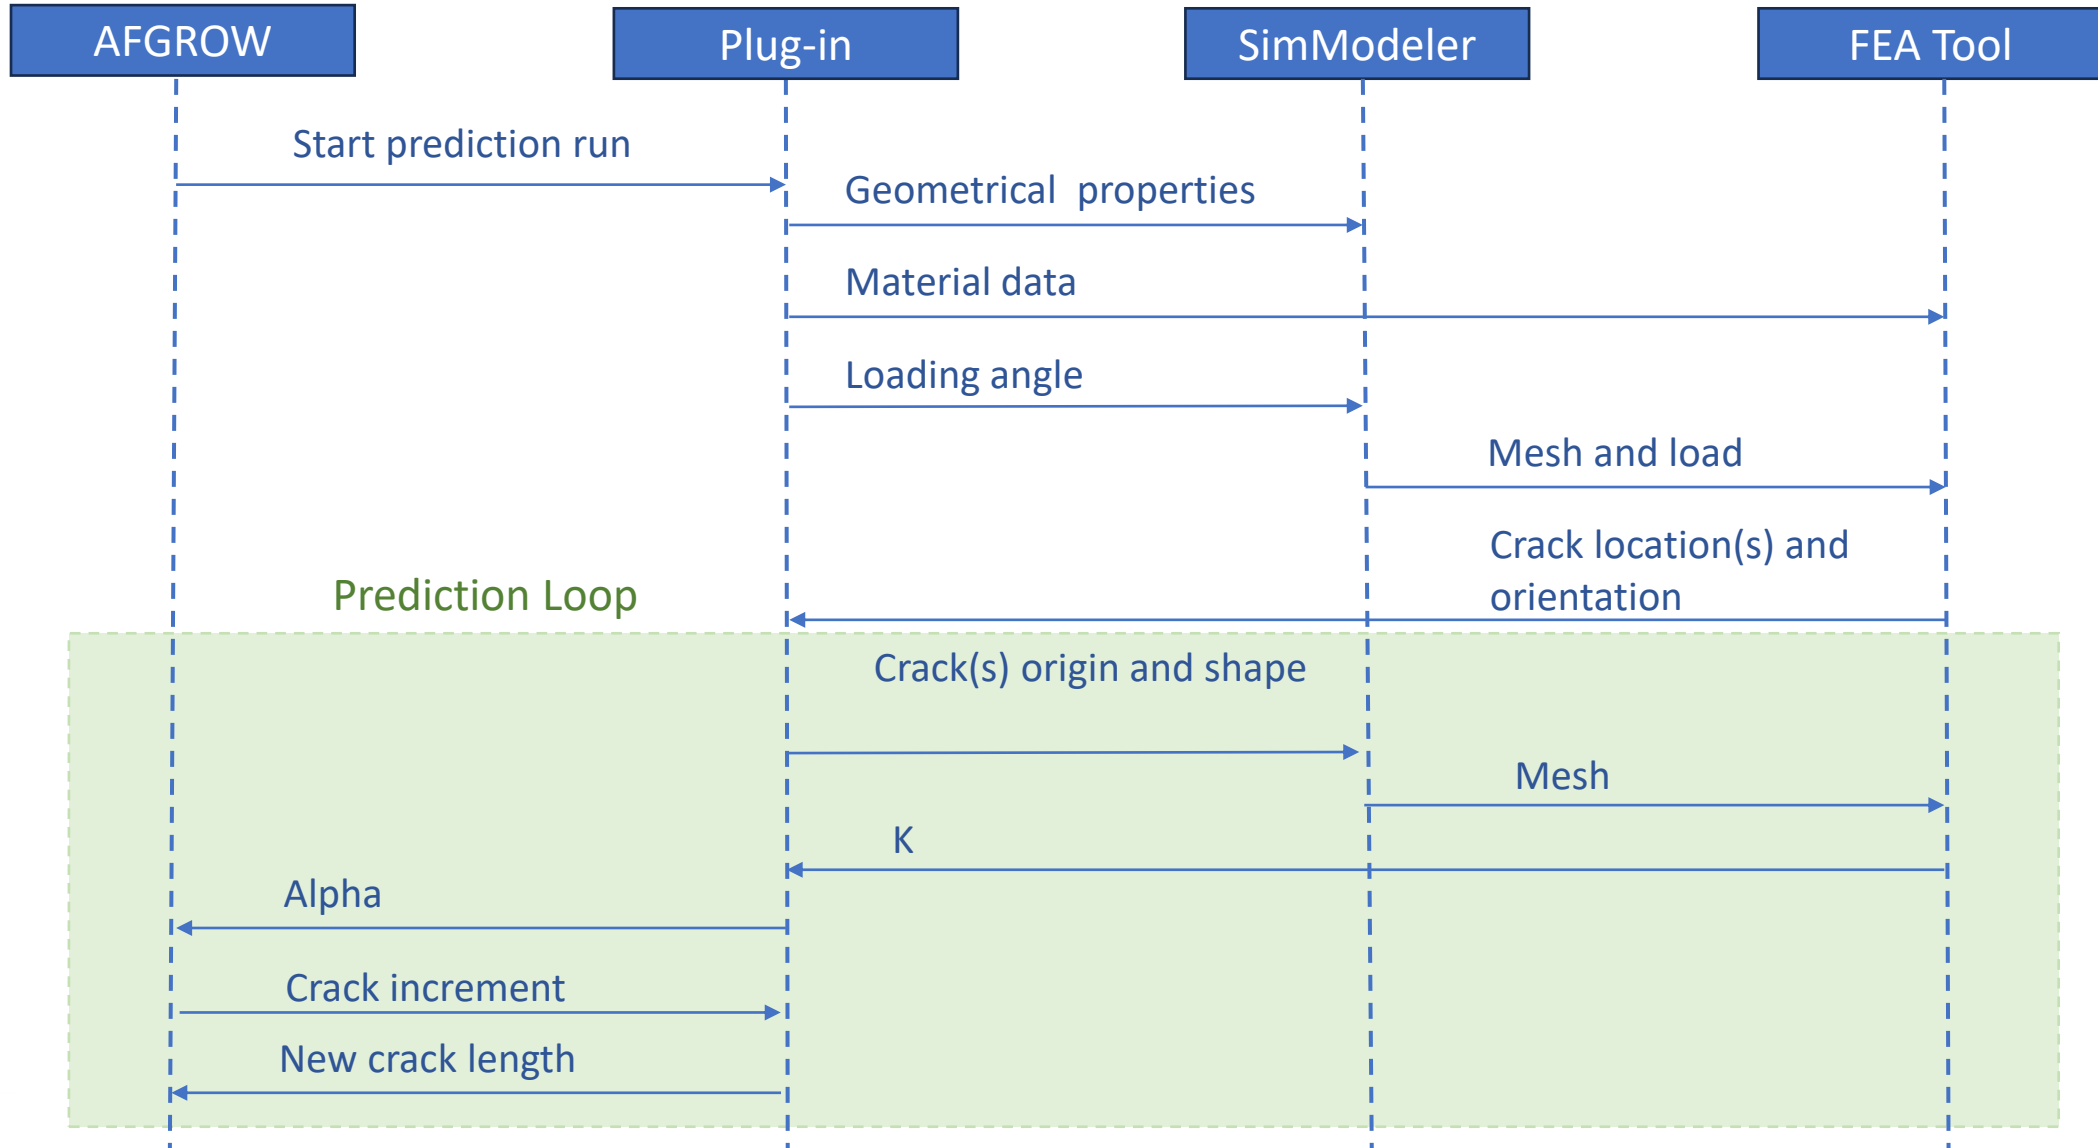 AFGROW
Plug-in
SimModeler
FEA Tool
Start prediction run
Geometrical  properties
Material data
Loading angle
Mesh and load
Crack location(s) and
orientation
Prediction Loop
Crack(s) origin and shape
Mesh
K
Alpha
Crack increment
New crack length